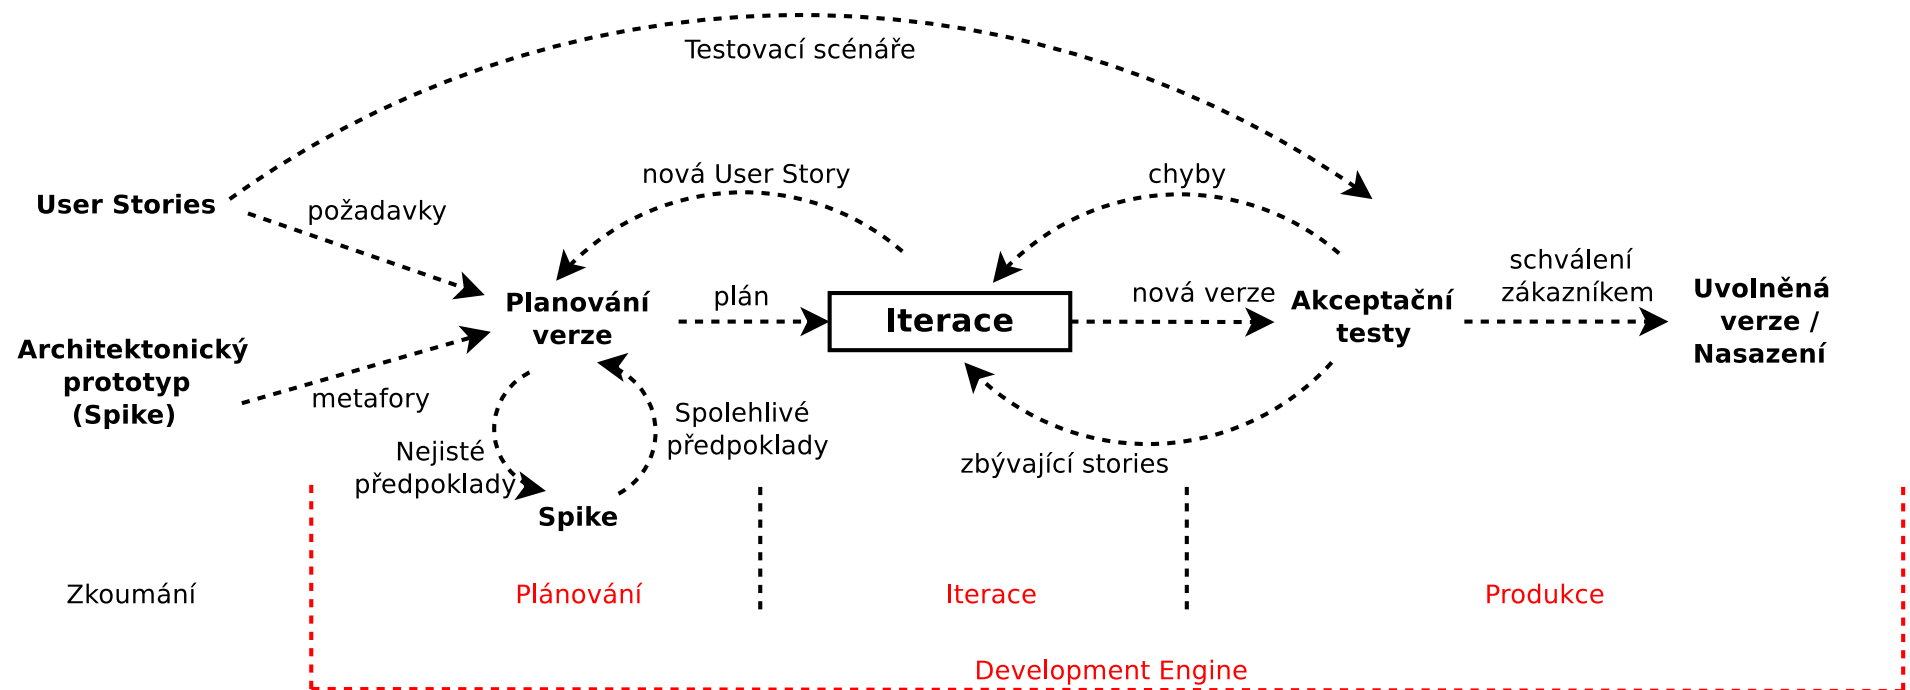 Testovací scénáře
nová User Story
chyby
User Stories
požadavky
schválení
zákazníkem
Planování
verze
plán
Iterace
nová verze
Akceptační
testy
Uvolněná
verze /
Nasazení
Architektonický
prototyp
(Spike)
metafory
Nejisté
předpoklady
Spolehlivé
předpoklady
zbývající stories
Spike
Zkoumání
Plánování
Iterace
Produkce
Development Engine